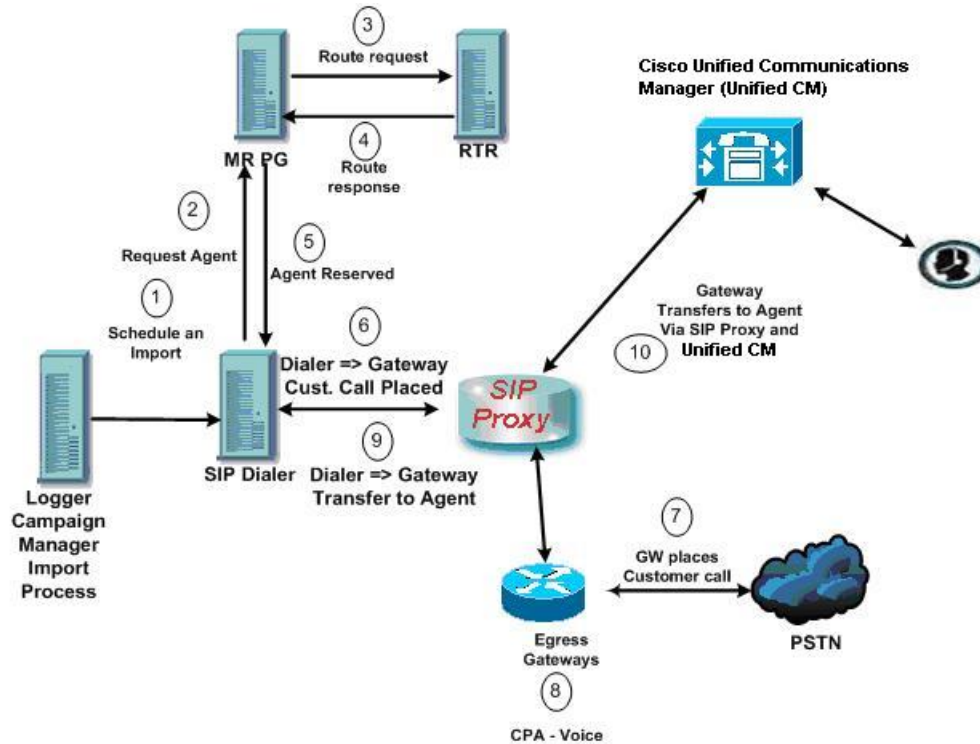 3
Route request
Cisco Unified Communications
Manager (Unified CM)
MR PG
4
Route
response
RTR
2
Request Agent
5
Agent Reserved
1
Schedule an
Import
6
Dialer => Gateway
Cust. Call Placed
Gateway
Transfers to Agent
Via SIP Proxy and
10
Unified CM
SIP
Proxy
9
Dialer => Gateway
Transfer to Agent
SIP Dialer
Logger
Campaign
Manager
Import
Process
7
GW places
Customer call
PSTN
Egress
Gateways
8
CPA - Voice